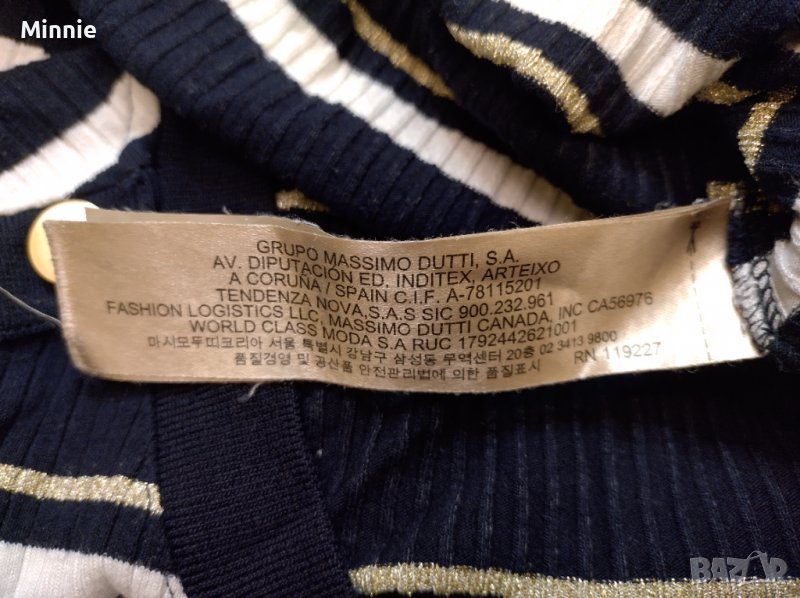 Minnie
GRUPO MASSIMO DUTTI, S.A.
AV. DIPUTACIÓN ED. INDITEX, ARTEIXO
A CORUÑA / SPAIN C.I.F. A-78115201
TENDENZA NOVA,S.A.S SIC 900.232.961
FASHION LOGISTICS LLC, MASSIMO DUTTI CANADA, INC CA56976
WORLD CLASS MODA S.A RUC 1792442621001
마시모두띠코리아 서울 특별시 강남구 삼성동 무역센터 20층 02 3413 9800
품질경영 및 공산품 안전관리법에 의한 품질표시 RN 119227
BAZAR